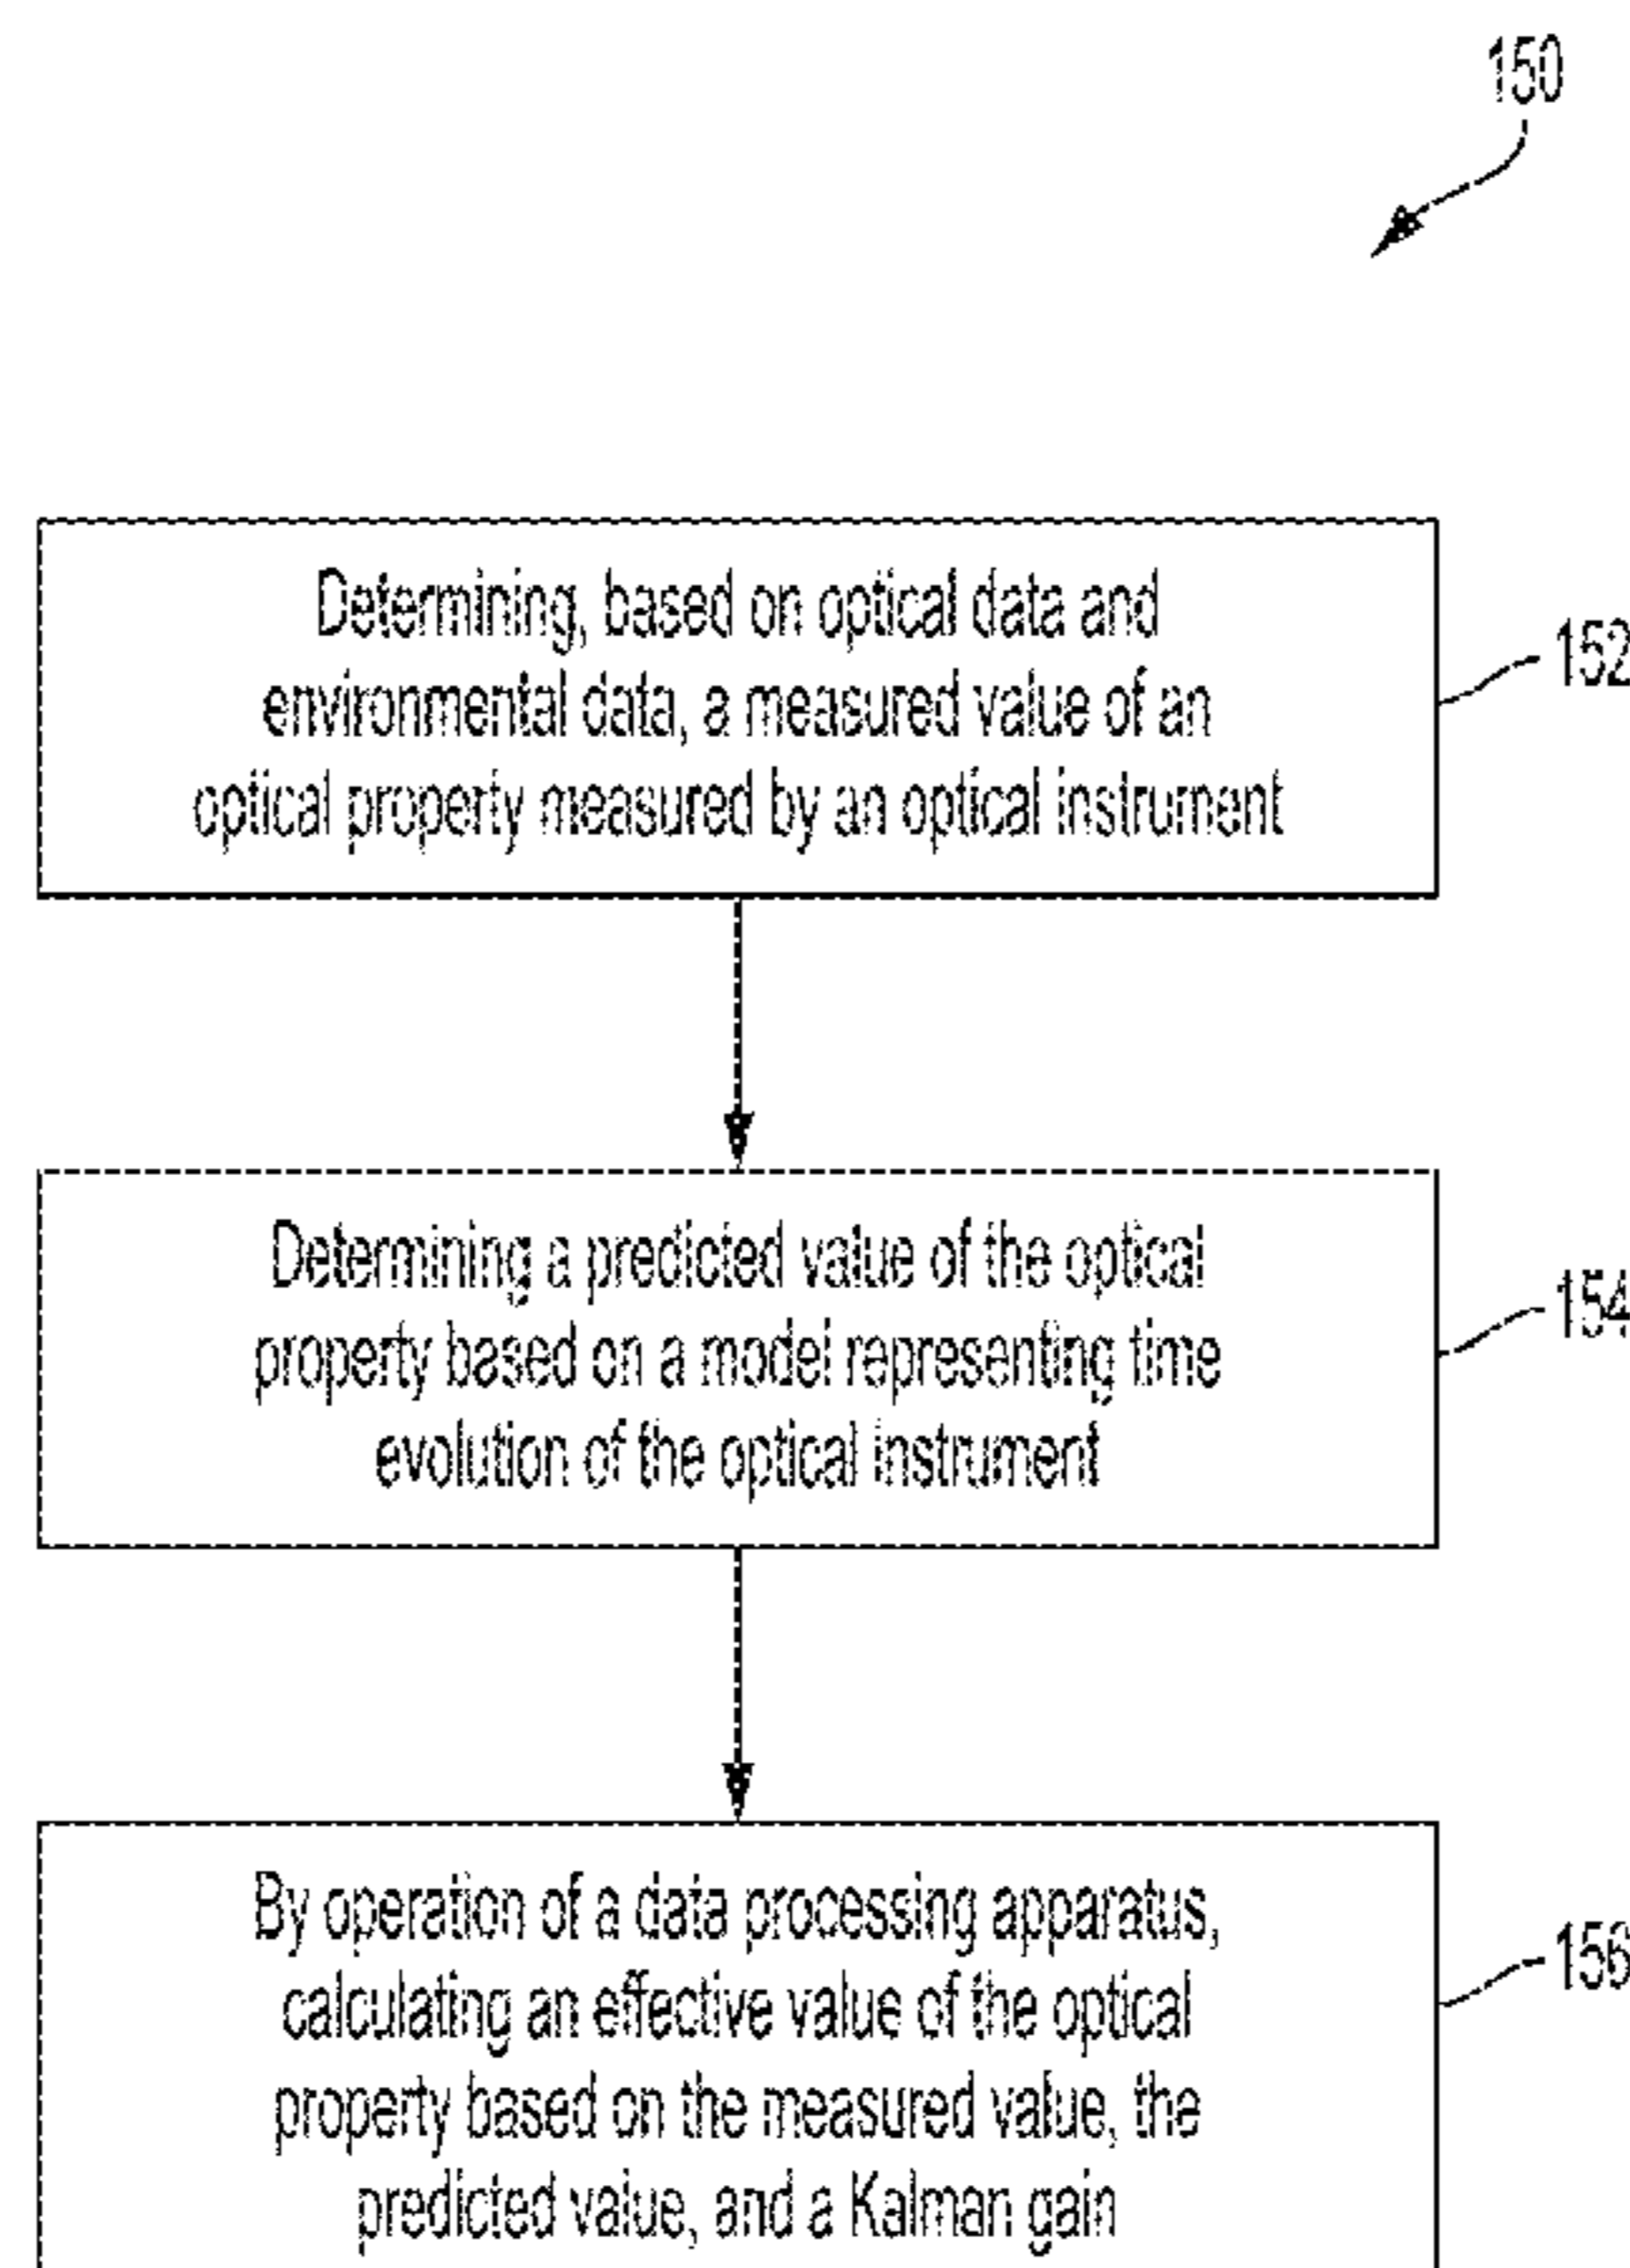 150
Determining, based on optical data and
environmental data, a measured value of an
optical property measured by an optical instrument
152
Determining a predicted value of the optical
property based on a model representing time
evolution of the optical instrument
154
By operation of a data processing apparatus,
calculating an effective value of the optical
property based on the measured value, the
predicted value, and a Kalman gain
156